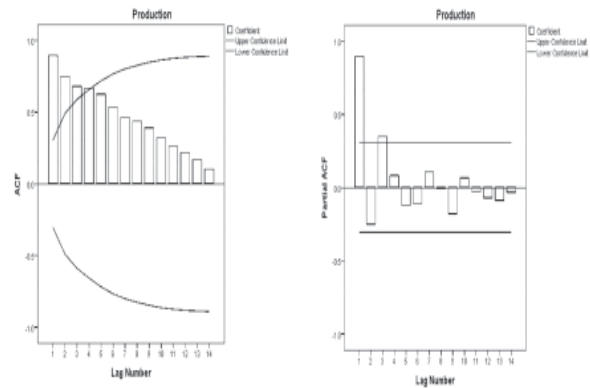 Production
Coefficient
Upper Confidence Limit
Lower Confidence Limit
1.0
0.5
0.0
-0.5
-1.0
ACF
1 2 3 4 5 6 7 8 9 10 11 12 13 14
Lag Number
Production
Coefficient
Upper Confidence Limit
Lower Confidence Limit
1.0
0.5
0.0
-0.5
-1.0
Partial ACF
1 2 3 4 5 6 7 8 9 10 11 12 13 14
Lag Number